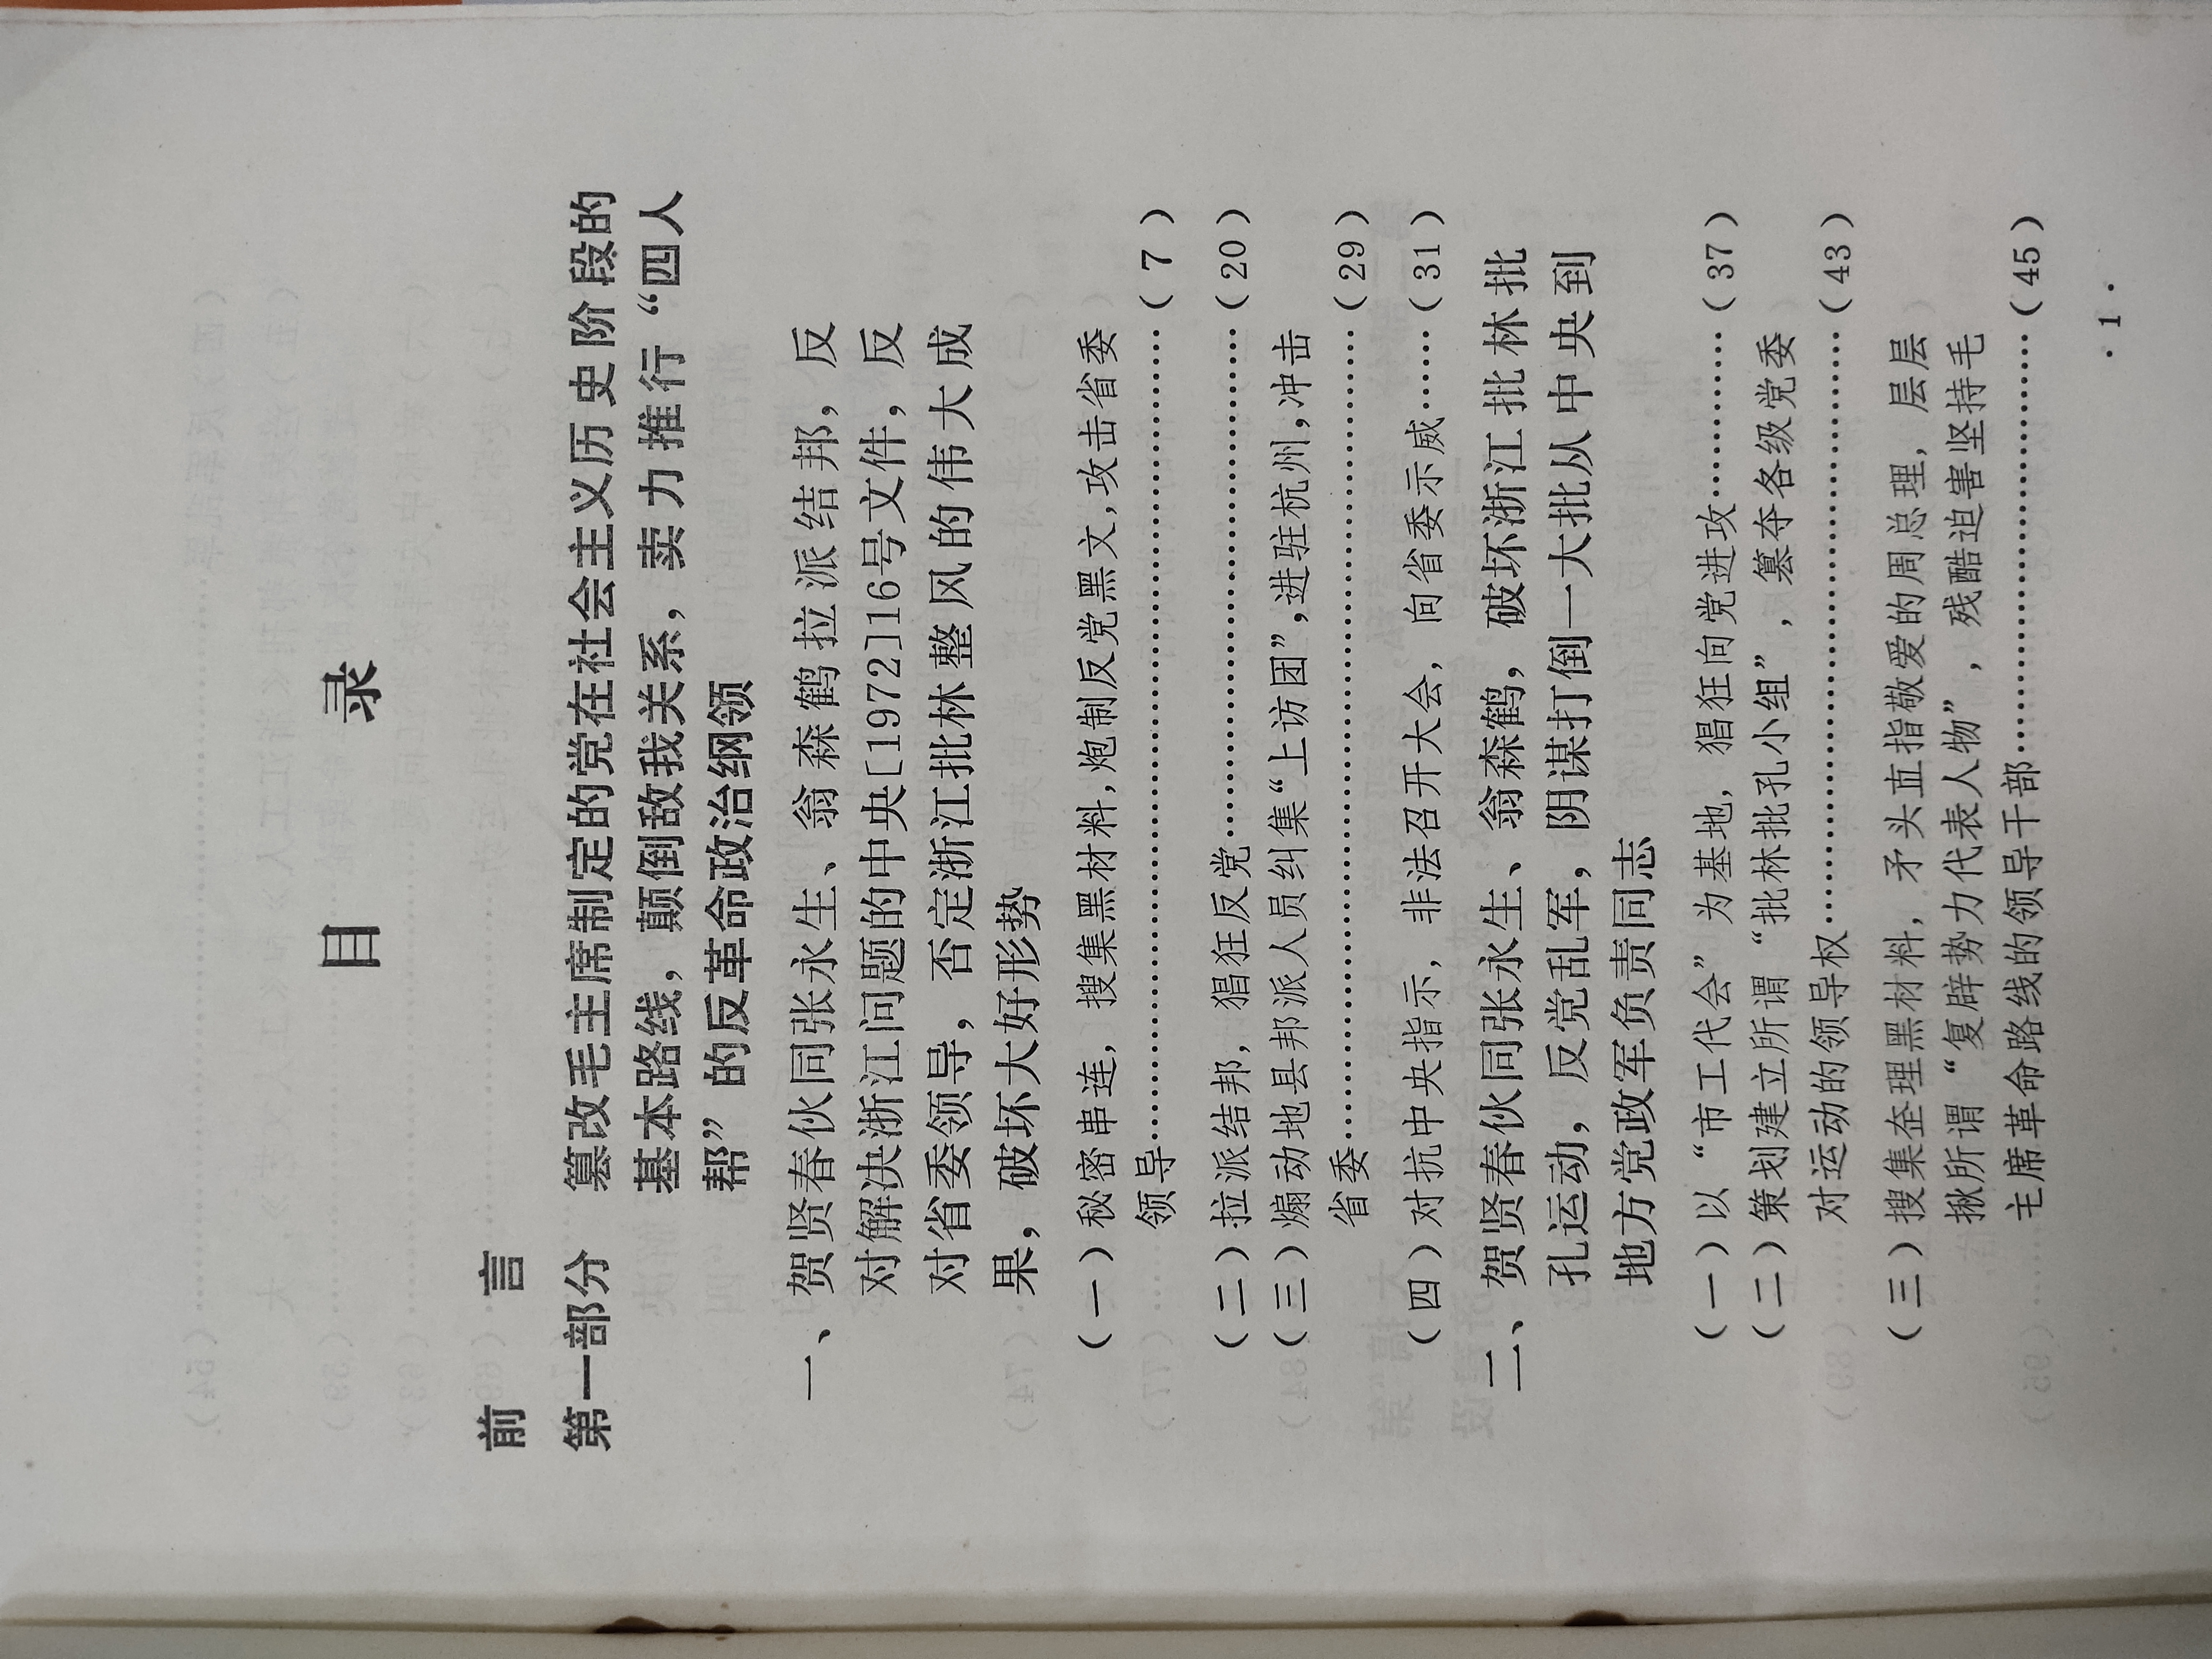 目 录
前 言
第一部分 篡改毛主席制定的党在社会主义历史阶段的
基本路线，颠倒敌我关系，卖力推行“四人
帮”的反革命政治纲领
一、贺贤春伙同张永生、翁森鹤拉派结邦，反
对解决浙江问题的中央[1972]16号文件，反
对省委领导，否定浙江批林整风的伟大成
果，破坏大好形势
（一）秘密串连，搜集黑材料，炮制反党黑文，攻击省委
领导……………………………………………………（7）
（二）拉派结邦，猖狂反党………………………………（20）
（三）煽动地县邦派人员纠集“上访团”，进驻杭州，冲击
省委……………………………………………………（29）
（四）对抗中央指示，非法召开大会，向省委示威……（31）
二、贺贤春伙同张永生、翁森鹤，破坏浙江批林批
孔运动，反党乱军，阴谋打倒一大批从中央到
地方党政军负责同志
（一）以“市工代会”为基地，猖狂向党进攻…………（37）
（二）策划建立所谓“批林批孔小组”，篡夺各级党委
对运动的领导权……………………………………（43）
（三）搜集㐰理黑材料，矛头直指敬爱的周总理，层层
揪所谓“复辟势力代表人物”，残酷迫害坚持毛
主席革命路线的领导干部…………………………（45）
· 1 ·